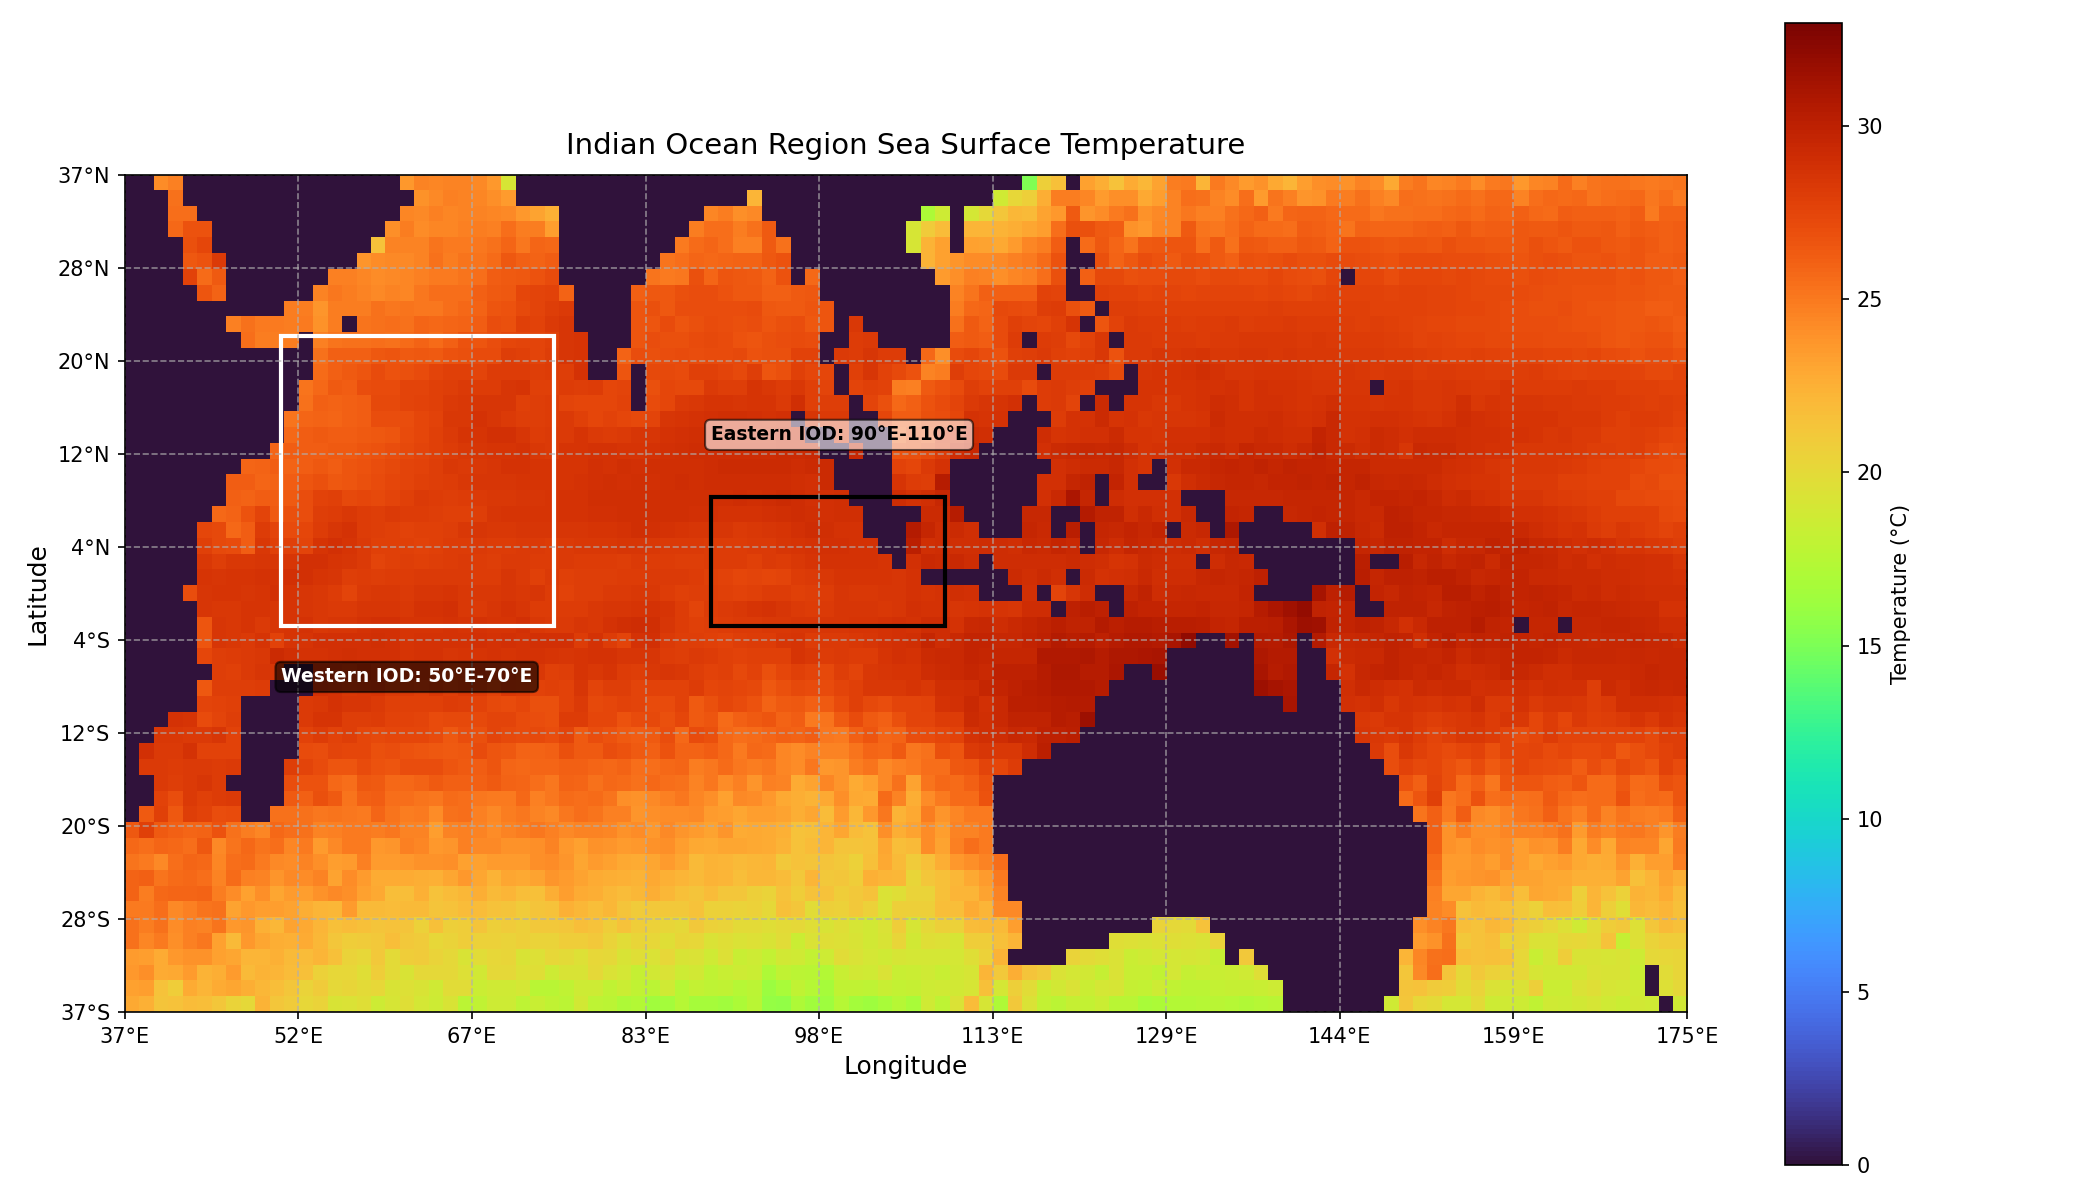 Indian Ocean Region Sea Surface Temperature
37°N
28°N
20°N
12°N
4°N
4°S
12°S
20°S
28°S
37°S
Latitude
Eastern IOD: 90°E-110°E
Western IOD: 50°E-70°E
37°E
52°E
67°E
83°E
98°E
113°E
129°E
144°E
159°E
175°E
Longitude
30
25
20
15
10
5
0
Temperature (°C)